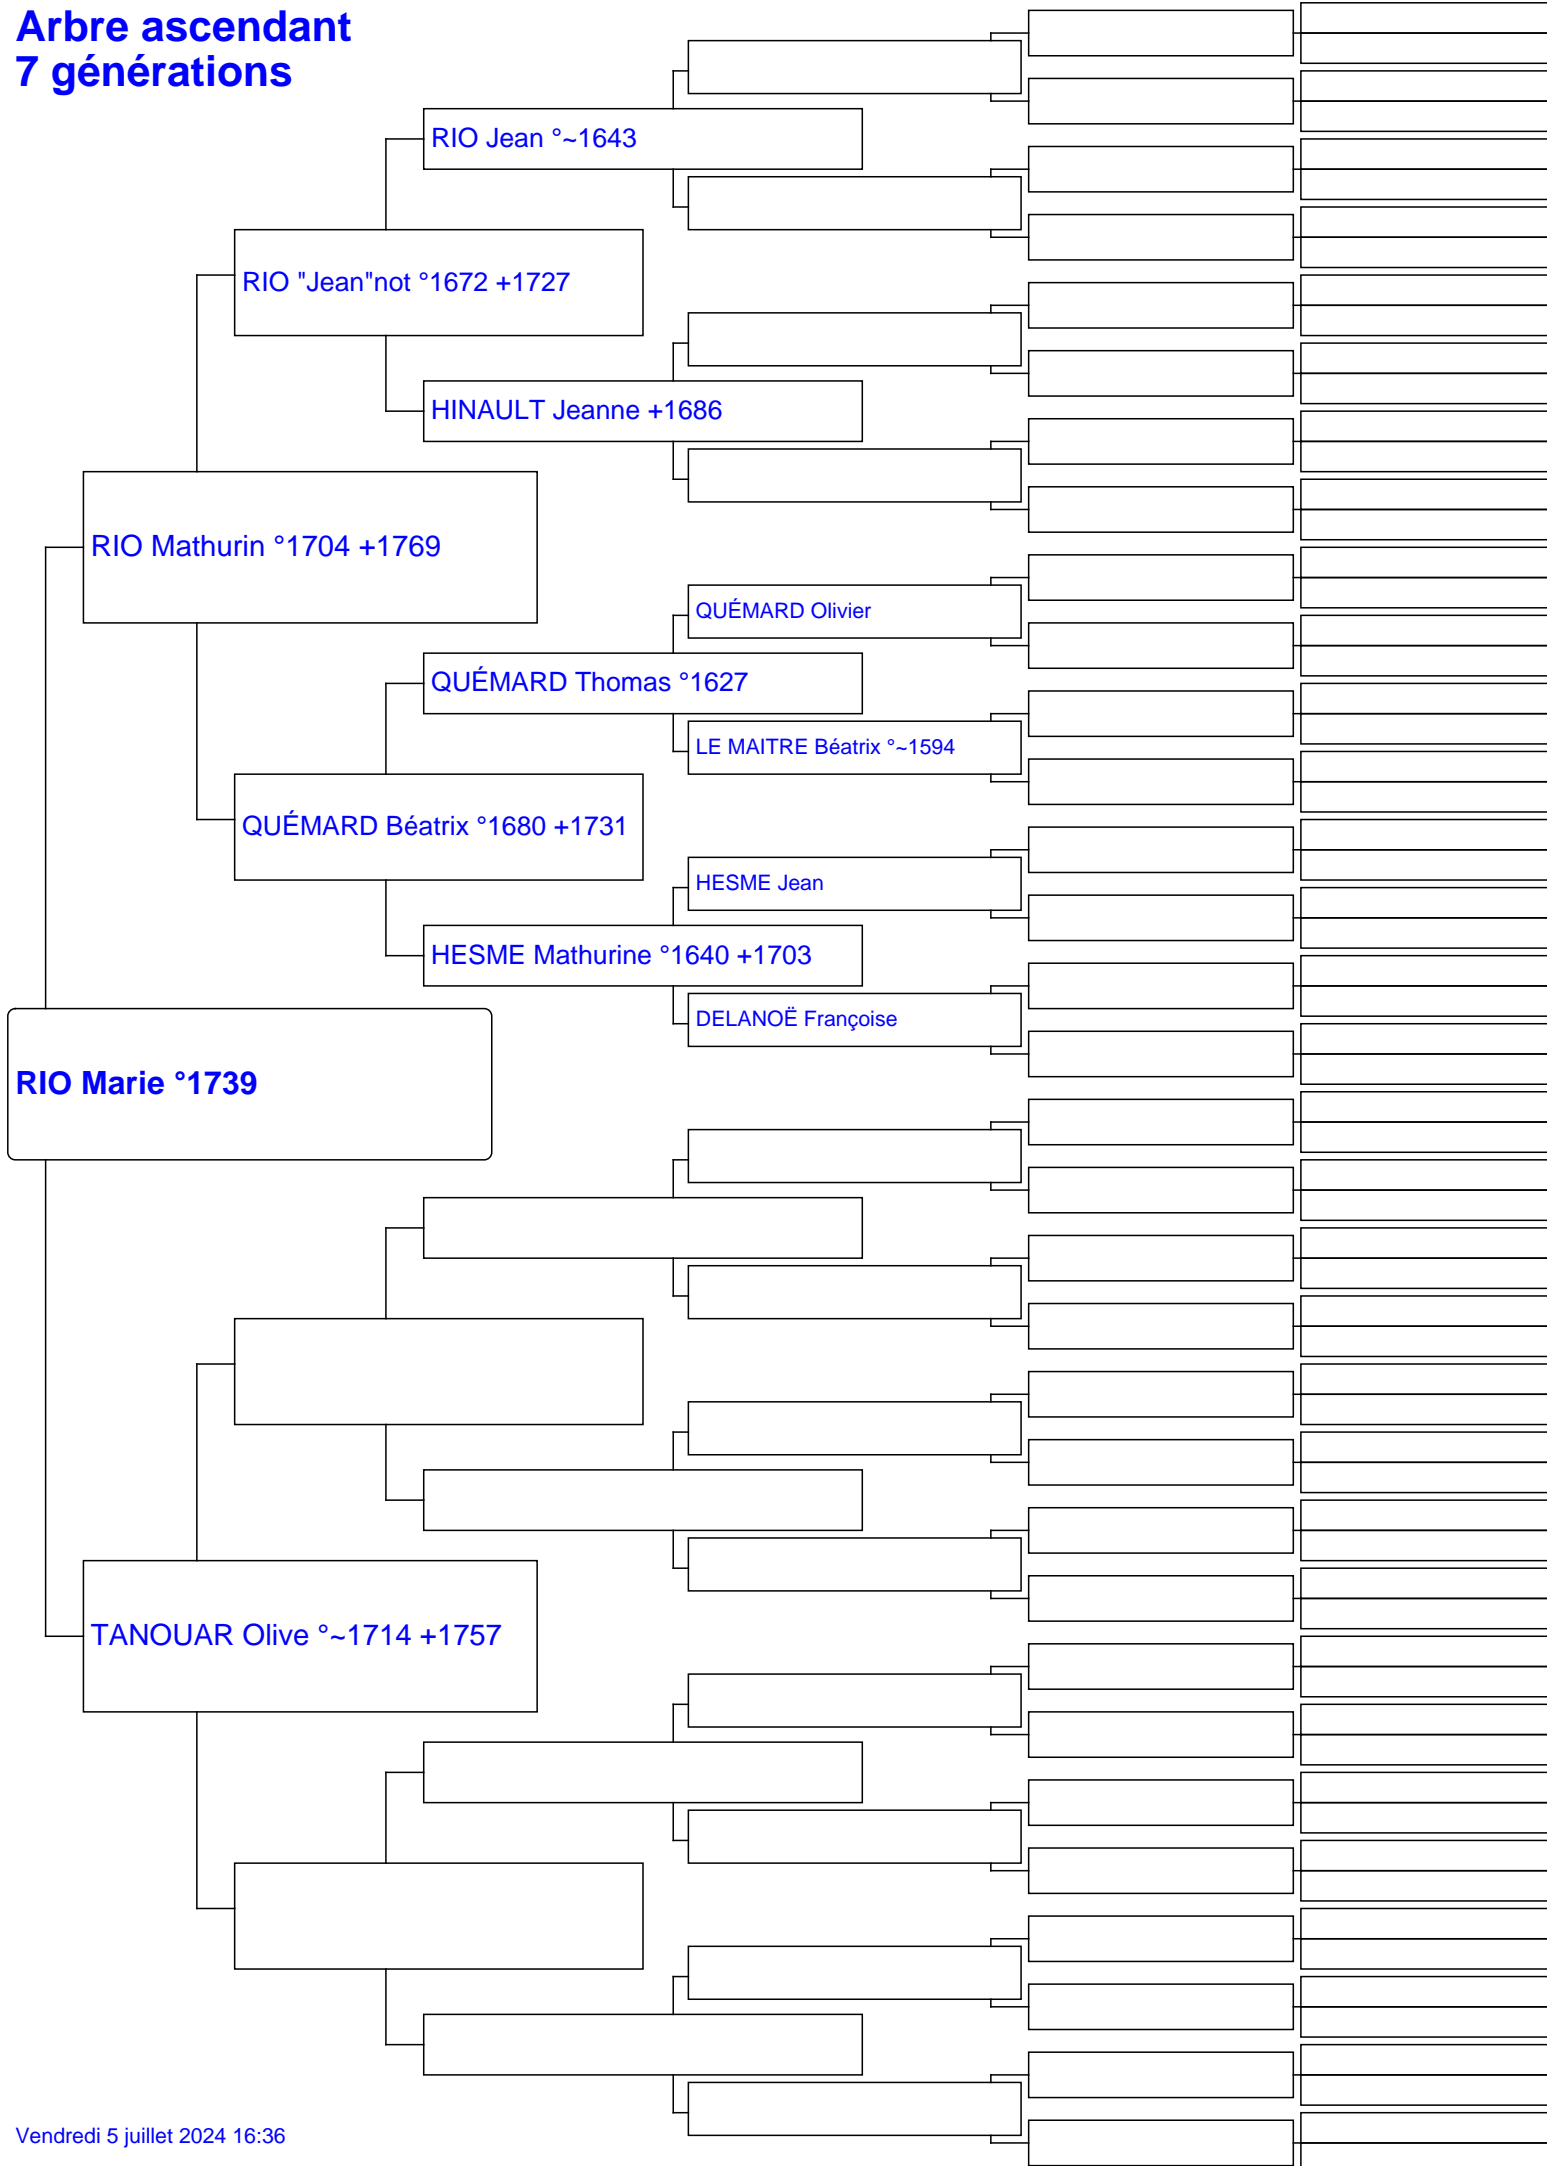 Arbre ascendant
7 générations
RIO Jean °~1643
RIO "Jean"not °1672 +1727
HINAULT Jeanne +1686
RIO Mathurin °1704 +1769
QUÉMARD Olivier
QUÉMARD Thomas °1627
LE MAITRE Béatrix °~1594
QUÉMARD Béatrix °1680 +1731
HESME Jean
HESME Mathurine °1640 +1703
DELANOË Françoise
RIO Marie °1739
TANOUAR Olive °~1714 +1757
Vendredi 5 juillet 2024 16:36